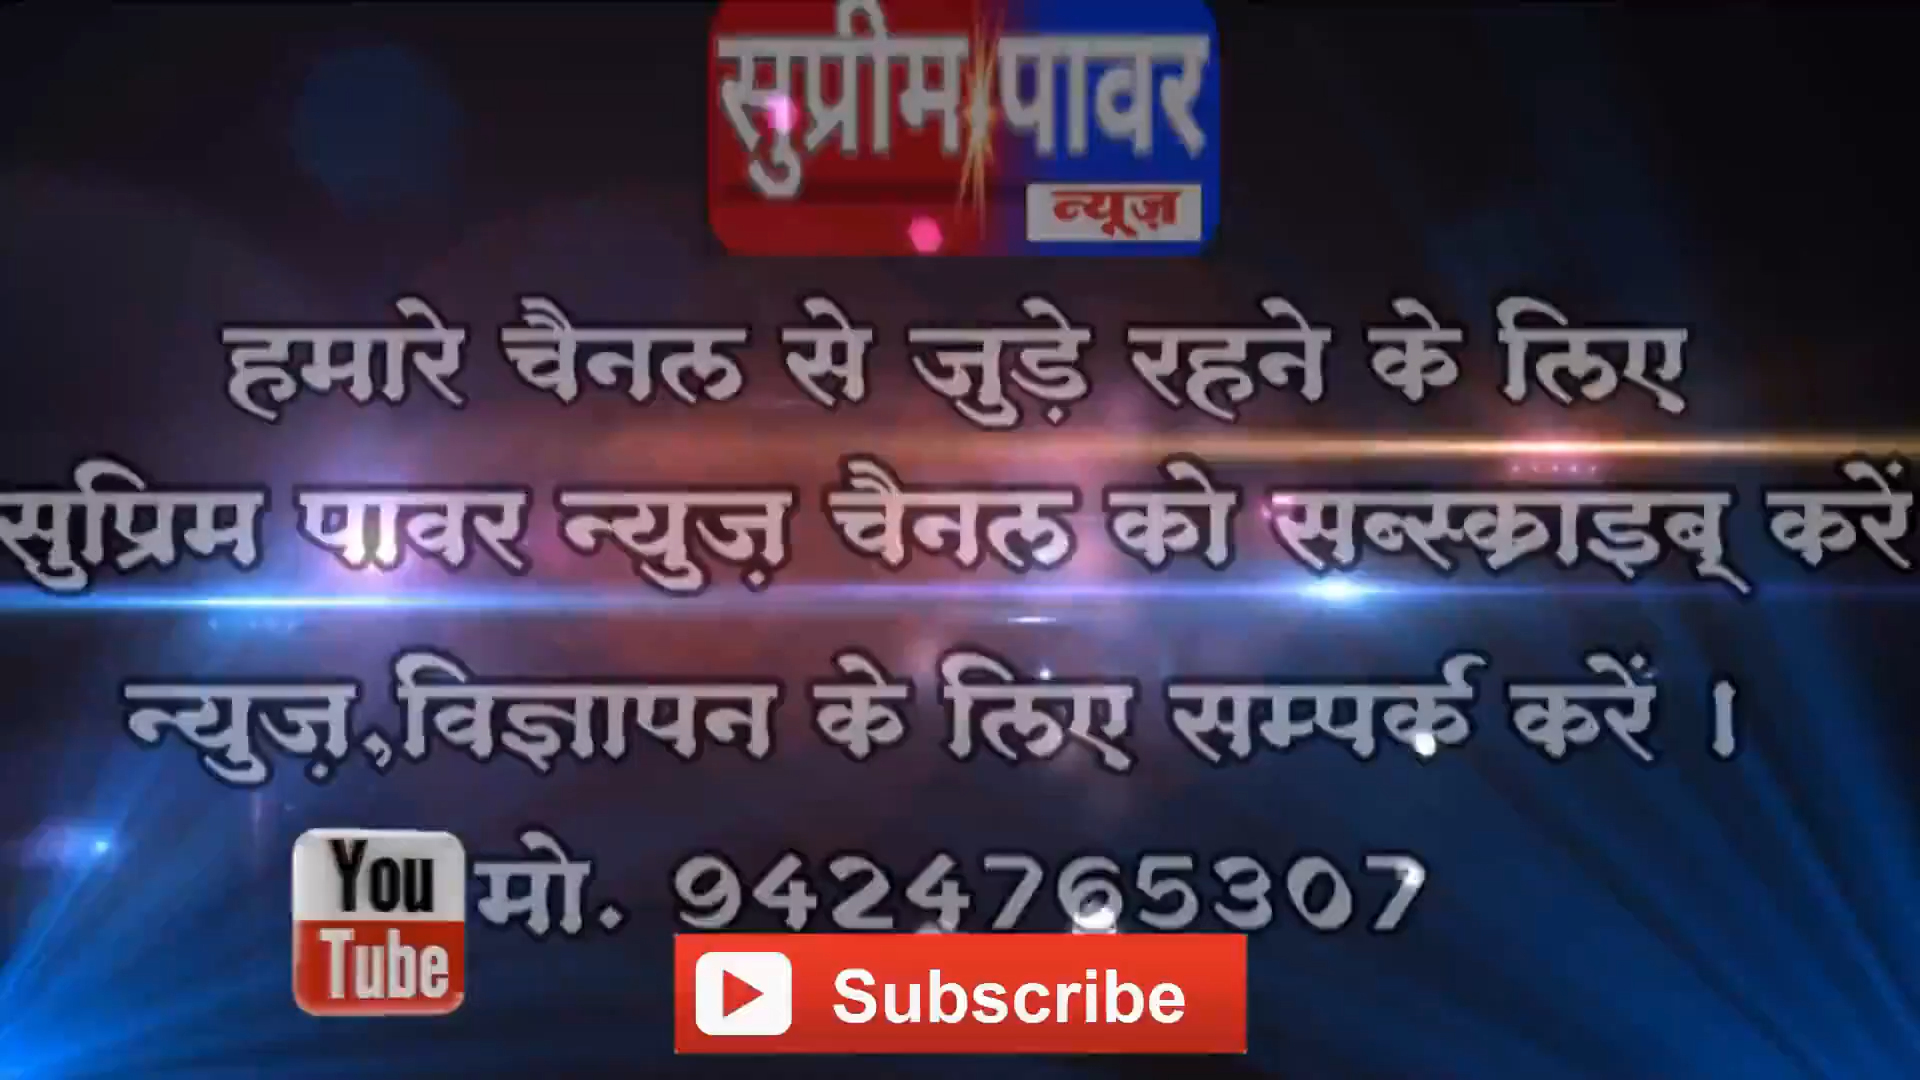 सुप्रीम पावर
न्यूज़
हमारे चैनल से जुड़े रहने के लिए
सुप्रिम पावर न्युज़ चैनल को सब्स्क्राइब् करें
न्युज़,विज्ञापन के लिए सम्पर्क करें ।
You
Tube
मो. 9424765307
Subscribe